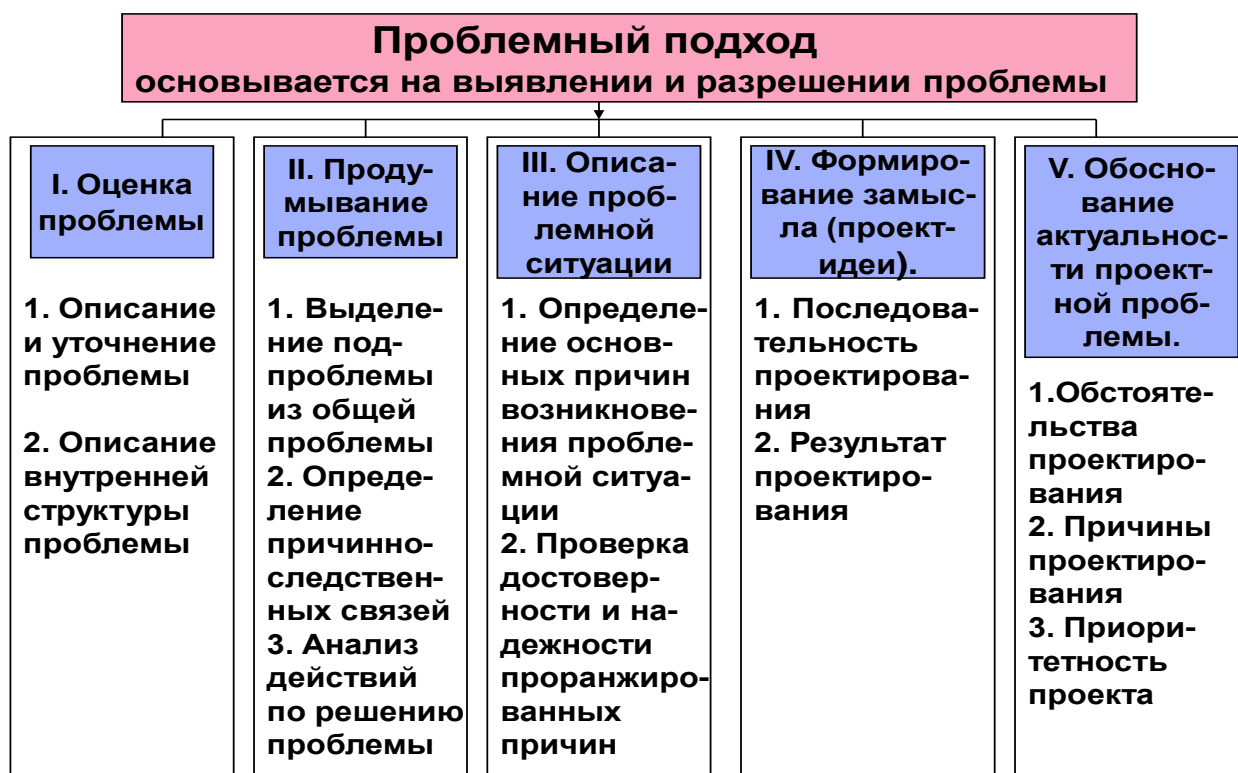 Проблемный подход
основывается на выявлении и разрешении проблемы
I. Оценка
проблемы
1. Описание
и уточнение
проблемы
2. Описание
внутренней
структуры
проблемы
II. Проду-
мывание
проблемы
1. Выделе-
ние под-
проблемы
из общей
проблемы
2. Опреде-
ление
причинно-
следствен-
ных связей
3. Анализ
действий
по решению
проблемы
III. Описа-
ние проб-
лемной
ситуации
1. Определе-
ние основ-
ных причин
возникнове-
ния проблем-
ной ситуа-
ции
2. Проверка
достовер-
ности и на-
дежности
проранжиро-
ванных
причин
IV. Формиро-
вание замыс-
ла (проект-
идеи).
1. Последова-
тельность
проектирова-
ния
2. Результат
проектиро-
вания
V. Обосно-
вание
актуальнос-
ти проект-
ной проб-
лемы.
1.Обстояте-
льства
проектиро-
вания
2. Причины
проектиро-
вания
3. Приори-
тетность
проекта